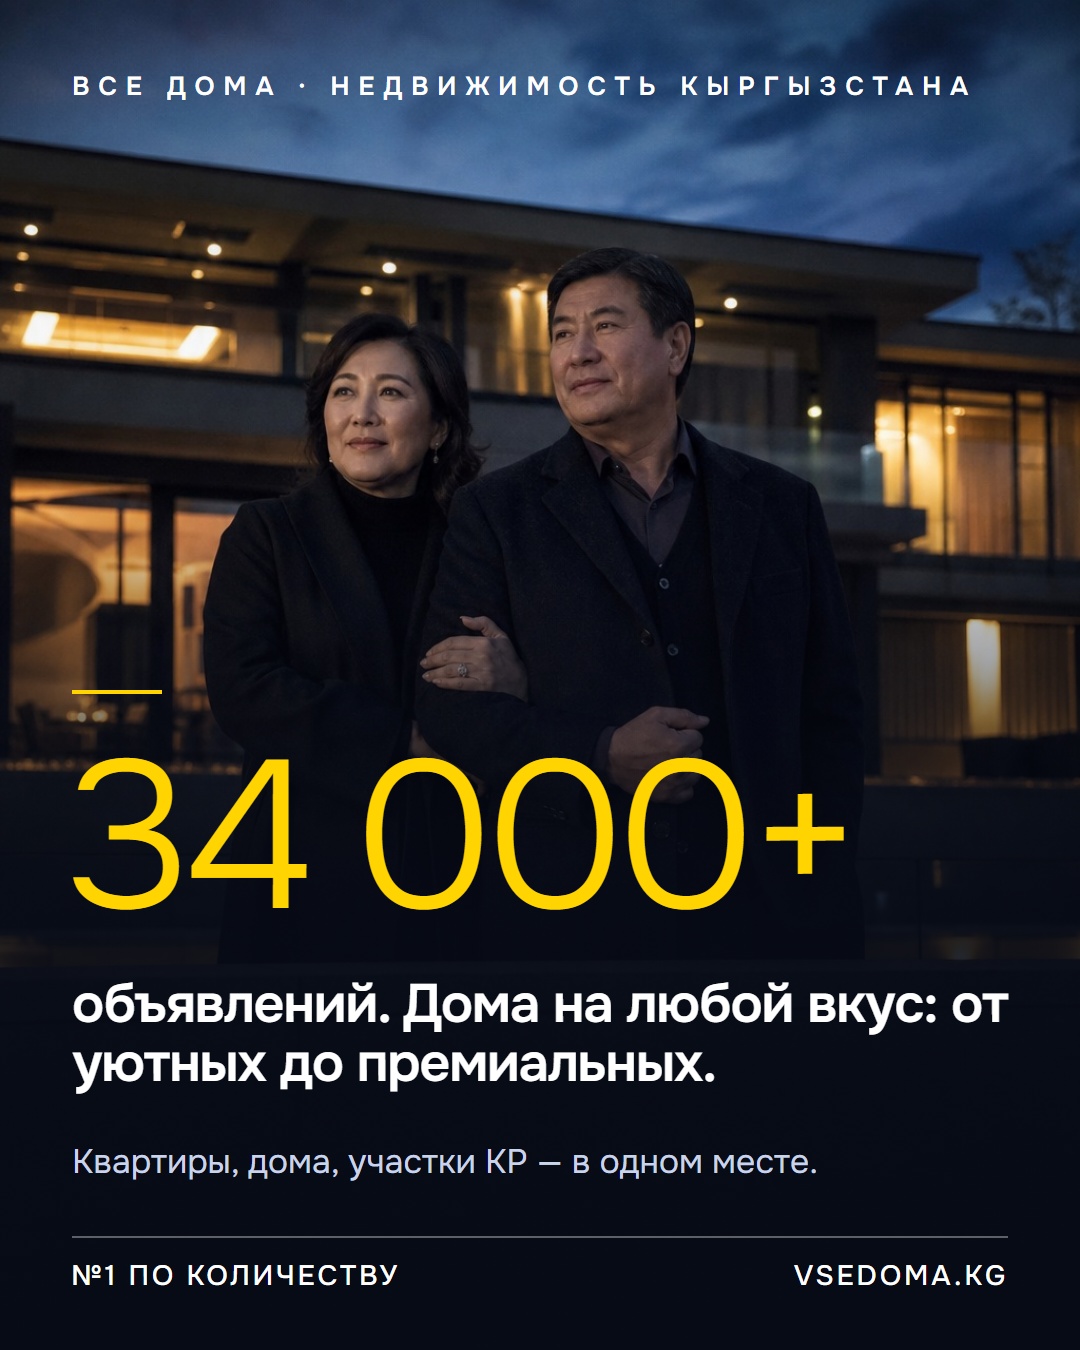 ВСЕ ДОМА · НЕДВИЖИМОСТЬ КЫРГЫЗСТАНА
34 000+
объявлений. Дома на любой вкус: от
уютных до премиальных.
Квартиры, дома, участки КР — в одном месте.
№1 ПО КОЛИЧЕСТВУ
VSEDOMA.KG